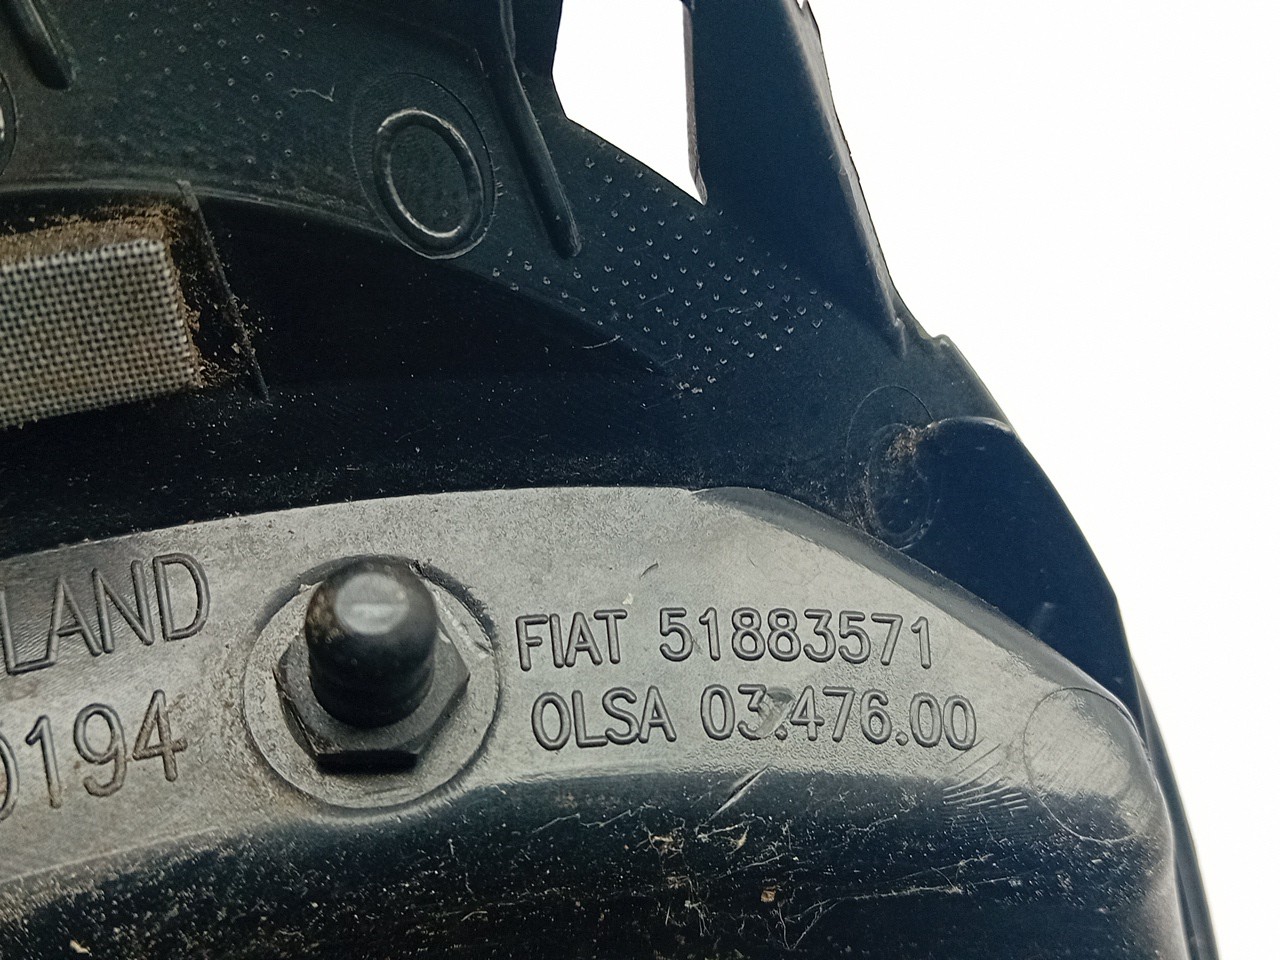 LAND
0194
FIAT 51883571
OLSA 03.476.00